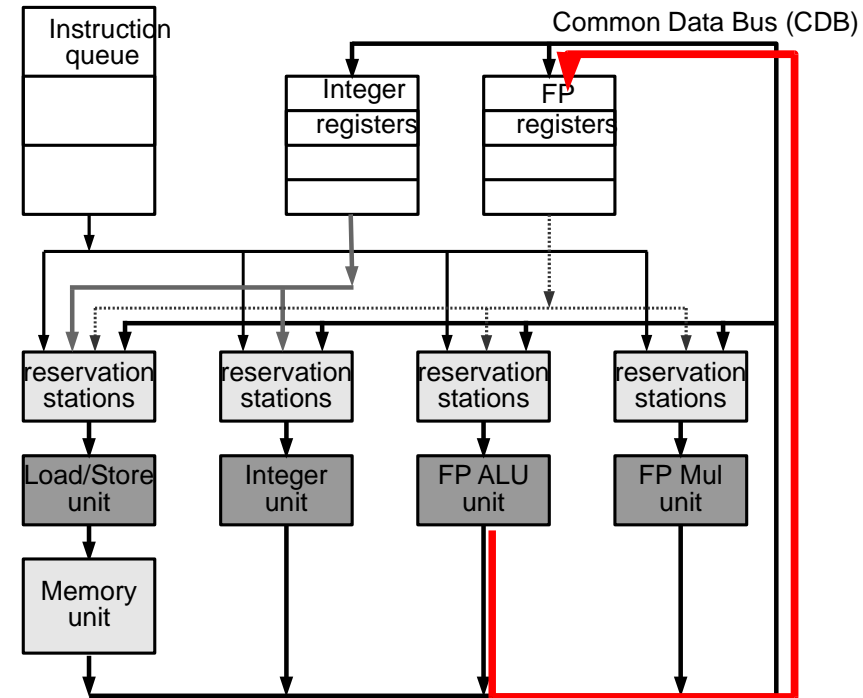 Common Data Bus (CDB)
Instruction
queue
Integer
registers
FP
registers
reservation
stations
reservation
stations
reservation
stations
reservation
stations
Load/Store
unit
Integer
unit
FP ALU
unit
FP Mul
unit
Memory
unit